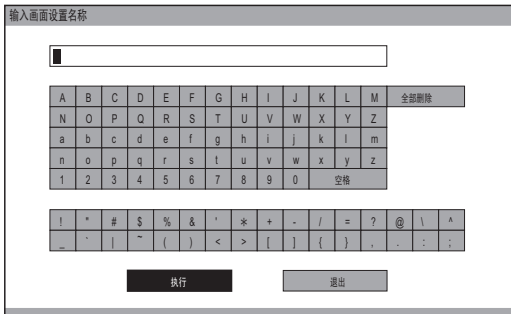 输入画面设置名称
A B C D E F G H I J K L M 全部删除
N O P Q R S T U V W X Y Z
a b c d e f g h i j k l m
n o p q r s t u v w x y z
1 2 3 4 5 6 7 8 9 0 空格
! " # $ % & ' * + - / = ? @ \ ^
_ ` | ~ ( ) < > [ ] { } , . : ;
执行 退出